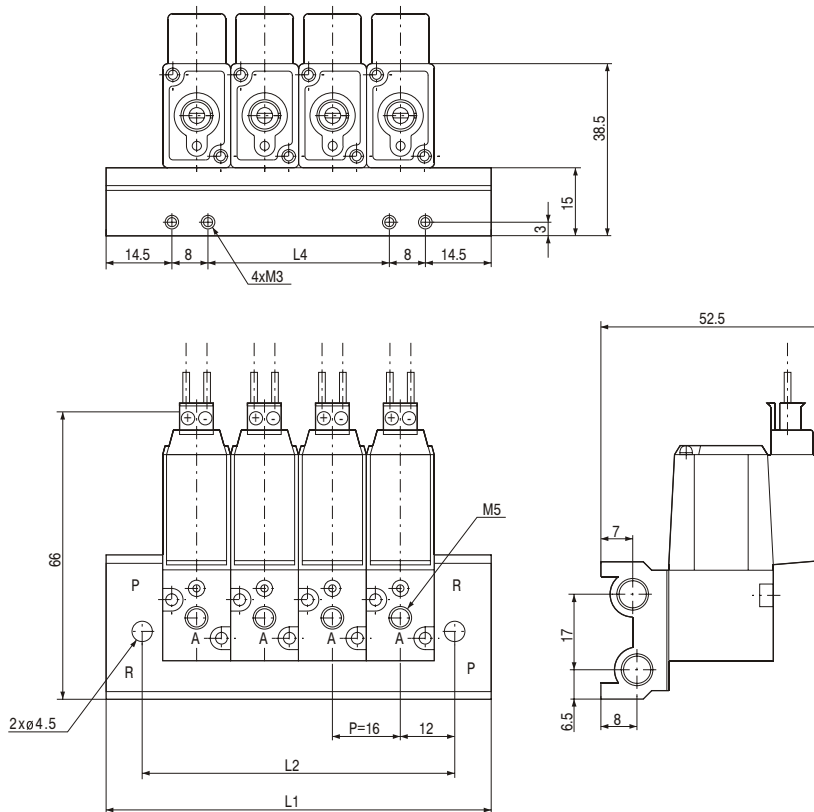 38.5
15
3
14.5 8 L4 8 14.5
4xM3
52.5
+ - + - + - + -
M5
66
7
P R
A A A A
17
R P
2xø4.5
P=16 12
8
6.5
L2
L1